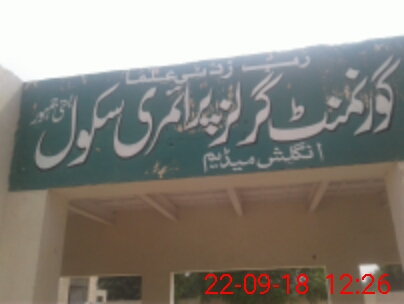 رب زدنی علما
گورنمنٹ گرلز پرائمری سکول
انگلش میڈیم
22-09-18 12:26